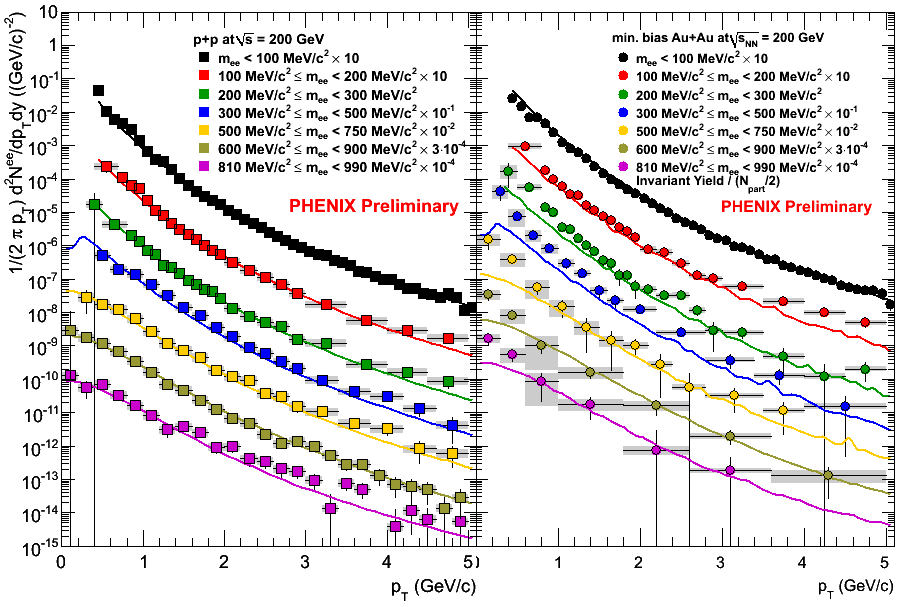 p+p at √s = 200 GeV
m_ee < 100 MeV/c² × 10
100 MeV/c² ≤ m_ee < 200 MeV/c² × 10
200 MeV/c² ≤ m_ee < 300 MeV/c²
300 MeV/c² ≤ m_ee < 500 MeV/c² × 10⁻¹
500 MeV/c² ≤ m_ee < 750 MeV/c² × 10⁻²
600 MeV/c² ≤ m_ee < 900 MeV/c² × 3·10⁻⁴
810 MeV/c² ≤ m_ee < 990 MeV/c² × 10⁻⁴
PHENIX Preliminary
1/(2 π p_T) d²N^ee/dp_T dy ((GeV/c)⁻²)
10
1
10⁻¹
10⁻²
10⁻³
10⁻⁴
10⁻⁵
10⁻⁶
10⁻⁷
10⁻⁸
10⁻⁹
10⁻¹⁰
10⁻¹¹
10⁻¹²
10⁻¹³
10⁻¹⁴
10⁻¹⁵
0 1 2 3 4 5
p_T (GeV/c)
min. bias Au+Au at √s_NN = 200 GeV
m_ee < 100 MeV/c² × 10
100 MeV/c² ≤ m_ee < 200 MeV/c² × 10
200 MeV/c² ≤ m_ee < 300 MeV/c²
300 MeV/c² ≤ m_ee < 500 MeV/c² × 10⁻¹
500 MeV/c² ≤ m_ee < 750 MeV/c² × 10⁻²
600 MeV/c² ≤ m_ee < 900 MeV/c² × 3·10⁻⁴
810 MeV/c² ≤ m_ee < 990 MeV/c² × 10⁻⁴
Invariant Yield / (N_part/2)
PHENIX Preliminary
1 2 3 4 5
p_T (GeV/c)